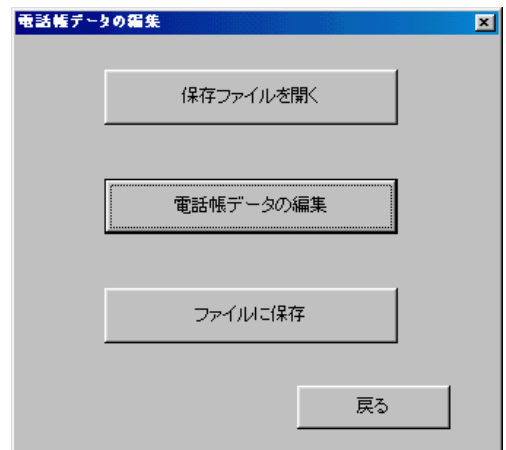 電話帳データの編集
保存ファイルを開く
電話帳データの編集
ファイルに保存
戻る